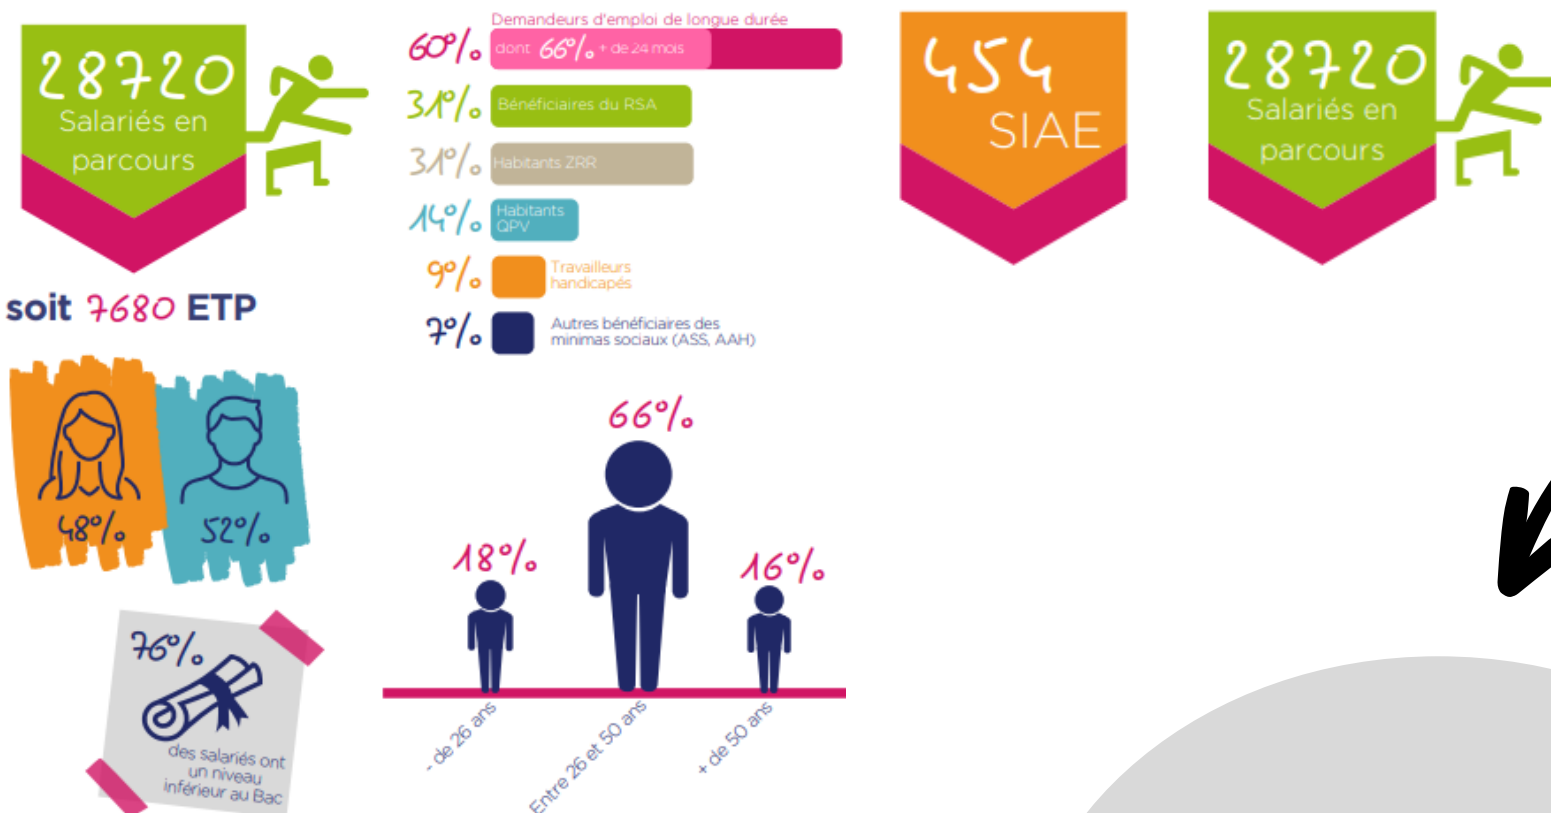 28720
Salariés en
parcours
soit 7680 ETP
48%
52%
76%
des salariés ont
un niveau
inférieur au Bac
Demandeurs d'emploi de longue durée
60% dont 66% + de 24 mois
31% Bénéficiaires du RSA
31% Habitants ZRR
14% Habitants
QPV
9% Travailleurs
handicapés
7% Autres bénéficiaires des
minimas sociaux (ASS, AAH)
18%
66%
16%
- de 26 ans
Entre 26 et 50 ans
+ de 50 ans
454
SIAE
28720
Salariés en
parcours